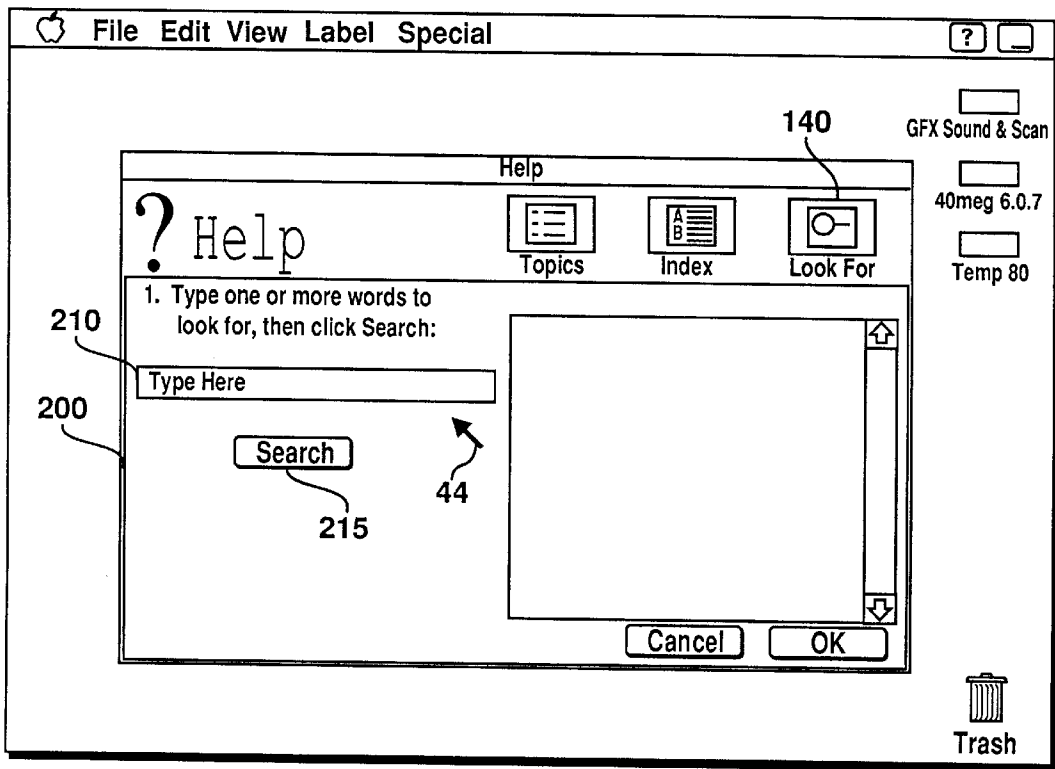 File Edit View Label Special ?
140
GFX Sound & Scan
Help
40meg 6.0.7
? Help
A
B
Topics Index Look For
Temp 80
1. Type one or more words to
look for, then click Search:
210
Type Here
200
Search
44
215
Cancel OK
Trash